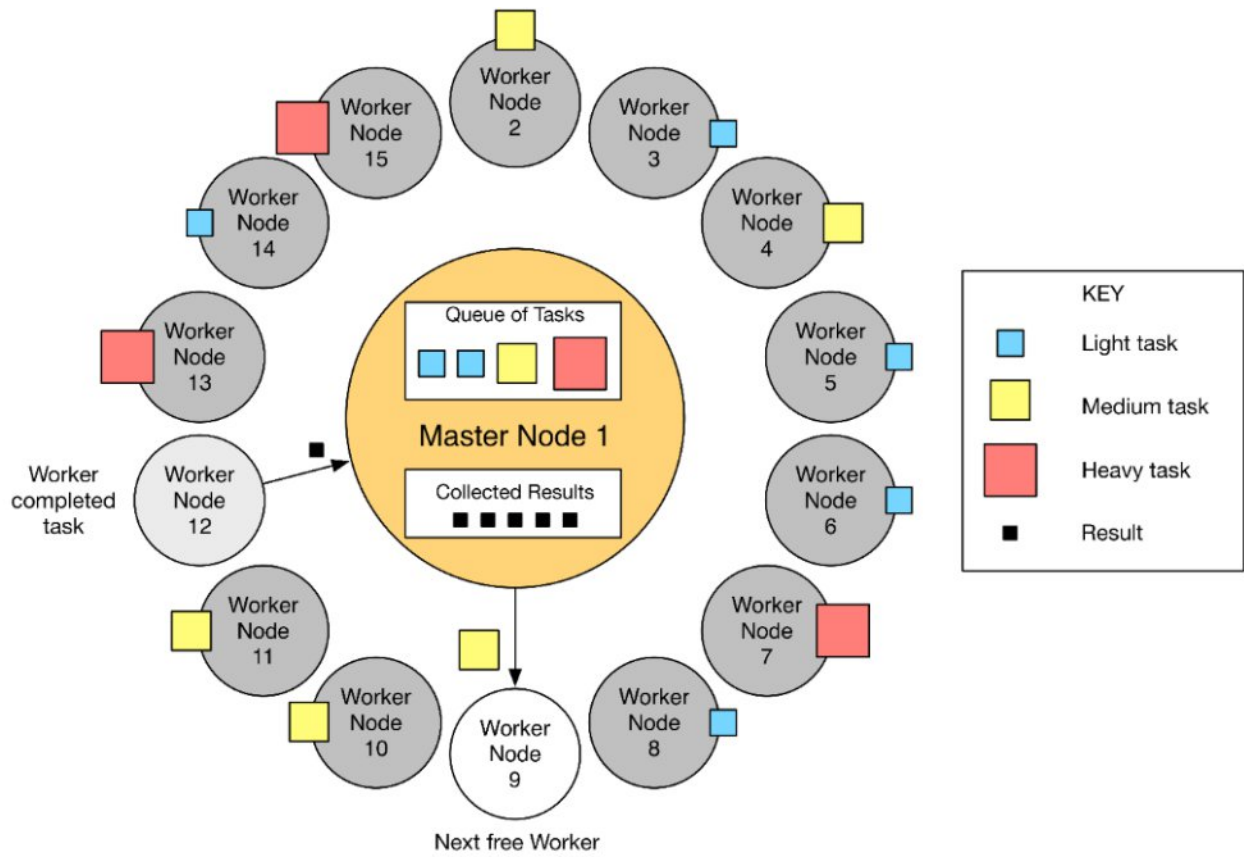 Worker
Node
2
Worker
Node
3
Worker
Node
4
Worker
Node
5
Worker
Node
6
Worker
Node
7
Worker
Node
8
Worker
Node
9
Next free Worker
Worker
Node
10
Worker
Node
11
Worker
Node
12
Worker
completed
task
Worker
Node
13
Worker
Node
14
Worker
Node
15
Queue of Tasks
Master Node 1
Collected Results
KEY
Light task
Medium task
Heavy task
Result